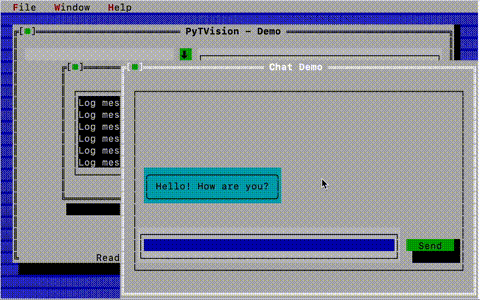 File Window Help
PyTVision - Demo
Chat Demo
Log mes
Log mes
Log mes
Log mes
Log mes
Log mes
Hello! How are you?
Send
Read